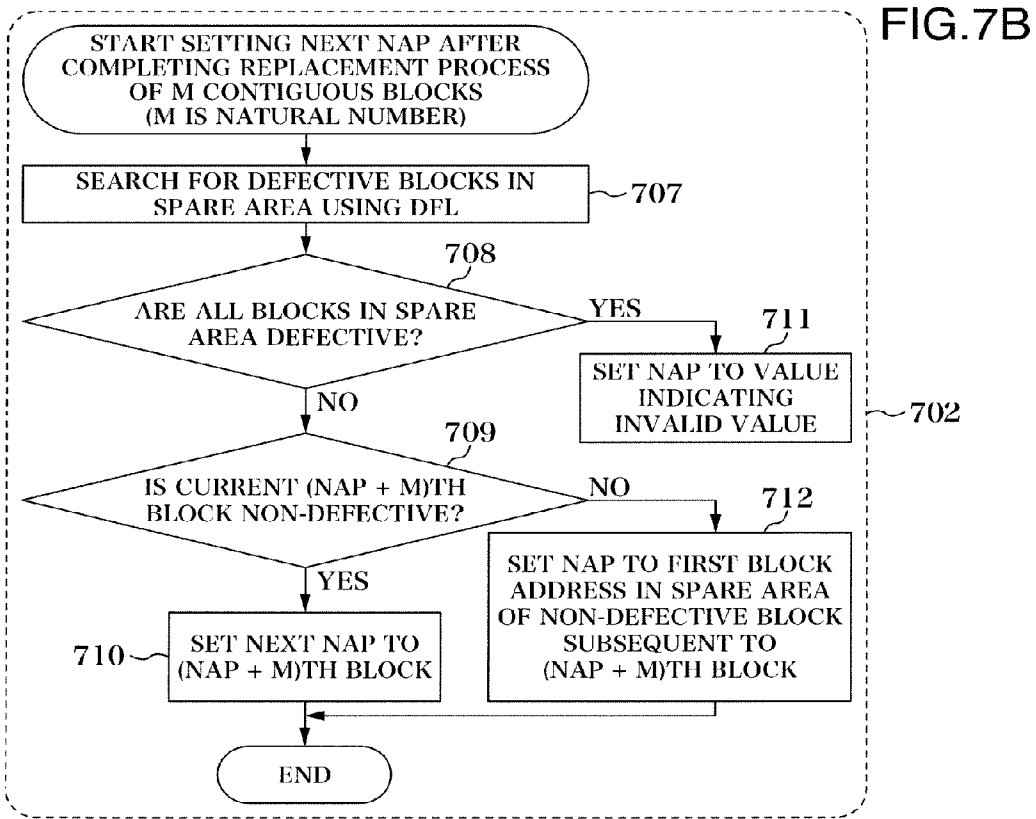 FIG.7B
START SETTING NEXT NAP AFTER
COMPLETING REPLACEMENT PROCESS
OF M CONTIGUOUS BLOCKS
(M IS NATURAL NUMBER)
SEARCH FOR DEFECTIVE BLOCKS IN
SPARE AREA USING DFL
707
708
ARE ALL BLOCKS IN SPARE
AREA DEFECTIVE?
YES
711
SET NAP TO VALUE
INDICATING
INVALID VALUE
702
NO
709
IS CURRENT (NAP + M)TH
BLOCK NON-DEFECTIVE?
NO
712
SET NAP TO FIRST BLOCK
ADDRESS IN SPARE AREA
OF NON-DEFECTIVE BLOCK
SUBSEQUENT TO
(NAP + M)TH BLOCK
YES
710
SET NEXT NAP TO
(NAP + M)TH BLOCK
END